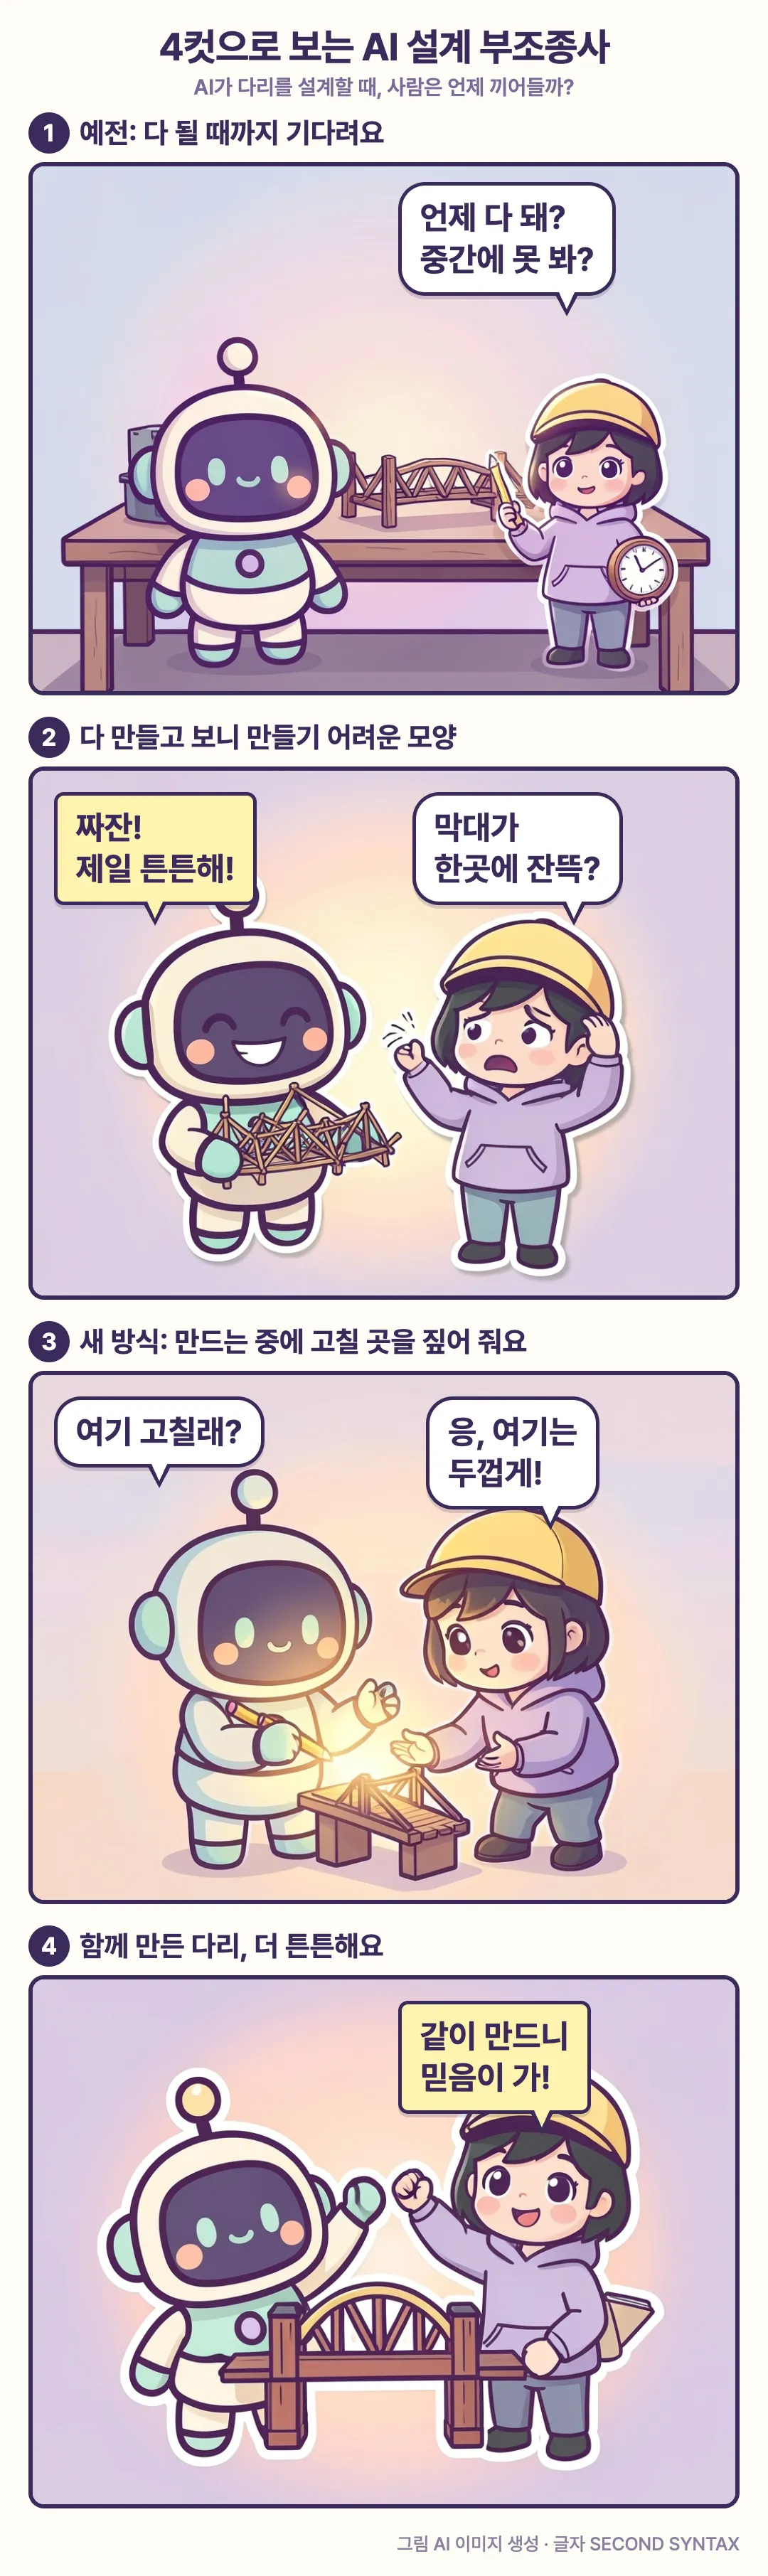 4컷으로 보는 AI 설계 부조종사
AI가 다리를 설계할 때, 사람은 언제 끼어들까?
1 예전: 다 될 때까지 기다려요
언제 다 돼?
중간에 못 봐?
2 다 만들고 보니 만들기 어려운 모양
짜잔!
제일 튼튼해!
막대가
한곳에 잔뜩?
3 새 방식: 만드는 중에 고칠 곳을 짚어 줘요
여기 고칠래?
응, 여기는
두껍게!
4 함께 만든 다리, 더 튼튼해요
같이 만드니
믿음이 가!
그림 AI 이미지 생성 · 글자 SECOND SYNTAX